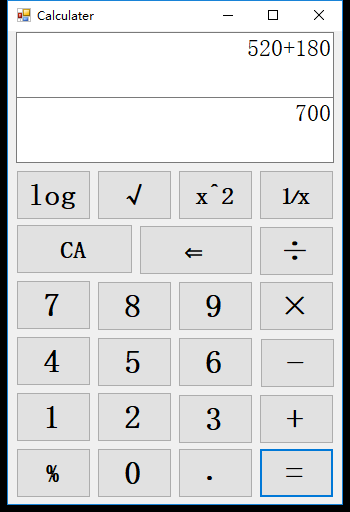 Calculater
520+180
700
log √ x^2 1/x
CA ⇐ ÷
7 8 9 ×
4 5 6 −
1 2 3 +
% 0 . =